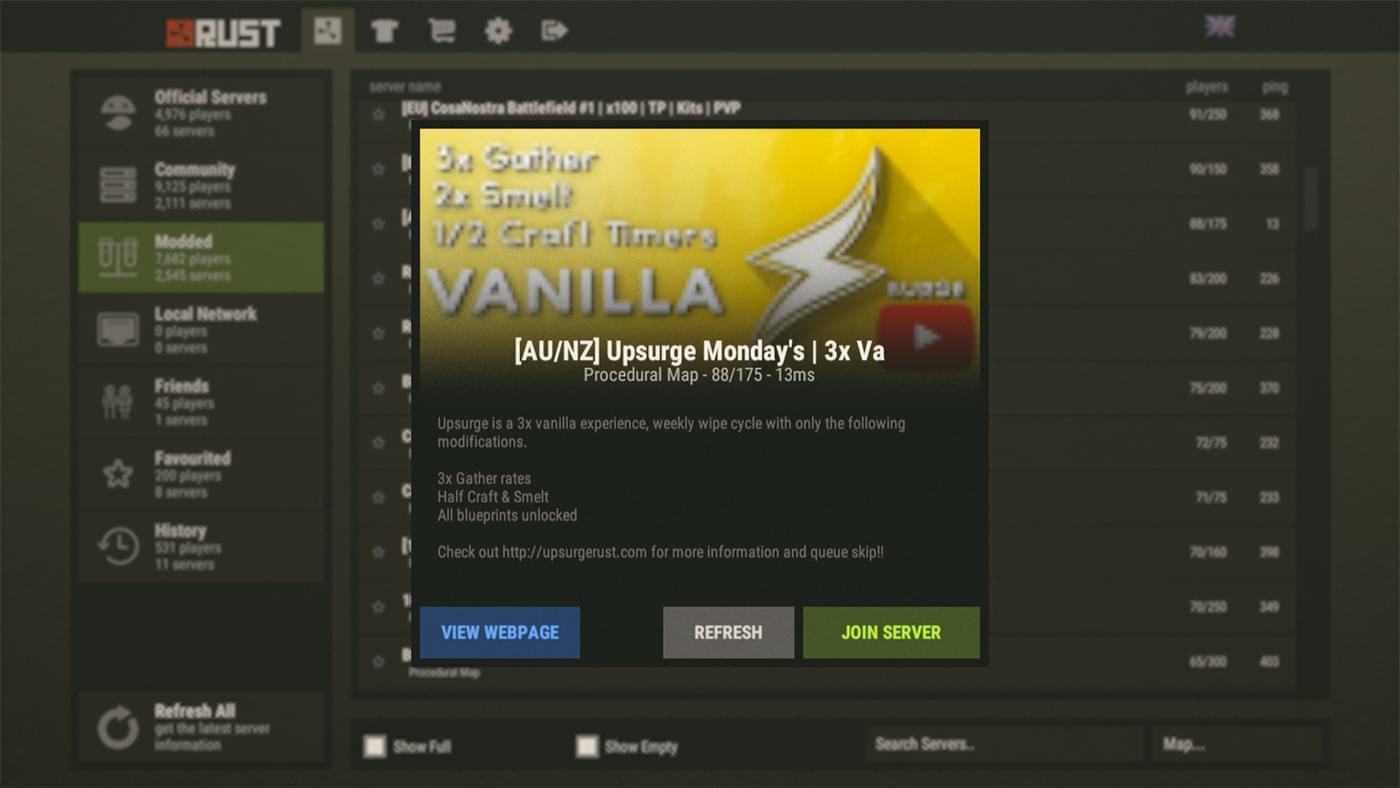 RUST
Official Servers
4,976 players
66 servers
Community
9,125 players
2,111 servers
Modded
7,682 players
2,545 servers
Local Network
0 players
0 servers
Friends
45 players
1 servers
Favourited
200 players
8 servers
History
531 players
11 servers
Refresh All
get the latest server
information
server name players ping
[EU] CosaNostra Battlefield #1 | x100 | TP | Kits | PVP 91/250 368
90/150 358
88/175 13
83/200 226
79/200 228
75/200 370
72/75 232
71/75 233
70/160 398
70/250 349
65/300 403
Procedural Map
3x Gather
2x Smelt
1/2 Craft Timers
VANILLA
[AU/NZ] Upsurge Monday's | 3x Va
Procedural Map - 88/175 - 13ms
Upsurge is a 3x vanilla experience, weekly wipe cycle with only the following
modifications.
3x Gather rates
Half Craft & Smelt
All blueprints unlocked
Check out http://upsurgerust.com for more information and queue skip!!
VIEW WEBPAGE REFRESH JOIN SERVER
Show Full Show Empty Search Servers.. Map...